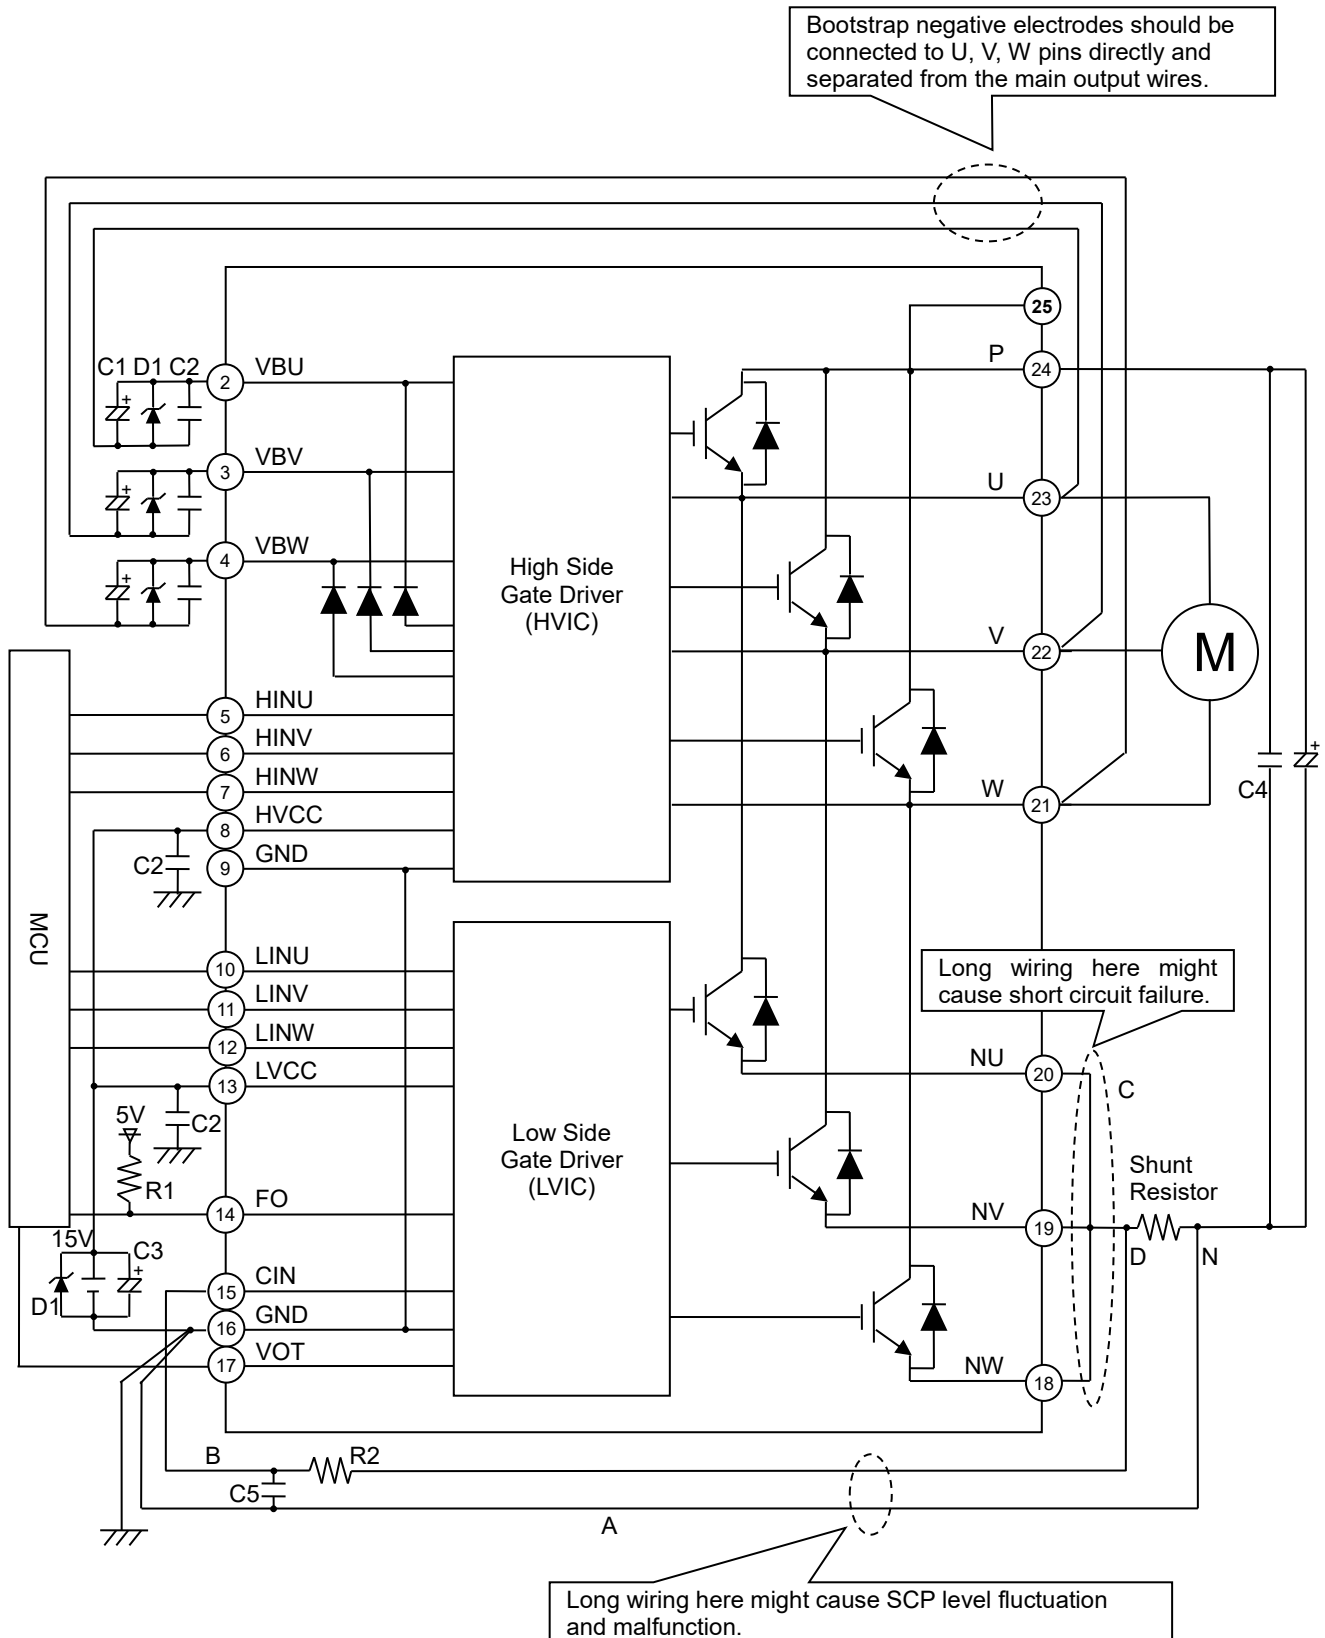 Bootstrap negative electrodes should be
connected to U, V, W pins directly and
separated from the main output wires.
25
P
24
C1 D1 C2
+
2
VBU
+
3
VBV
U
23
+
4
VBW
High Side
Gate Driver
(HVIC)
V
22
M
5
HINU
6
HINV
7
HINW
8
HVCC
C2
9
GND
W
21
C4
+
MCU
10
LINU
11
LINV
12
LINW
13
LVCC
C2
5V
R1
14
FO
Low Side
Gate Driver
(LVIC)
Long wiring here might
cause short circuit failure.
NU
20
C
Shunt
Resistor
NV
19
D
N
15V
C3
+
D1
15
CIN
16
GND
17
VOT
NW
18
B
R2
C5
A
Long wiring here might cause SCP level fluctuation
and malfunction.